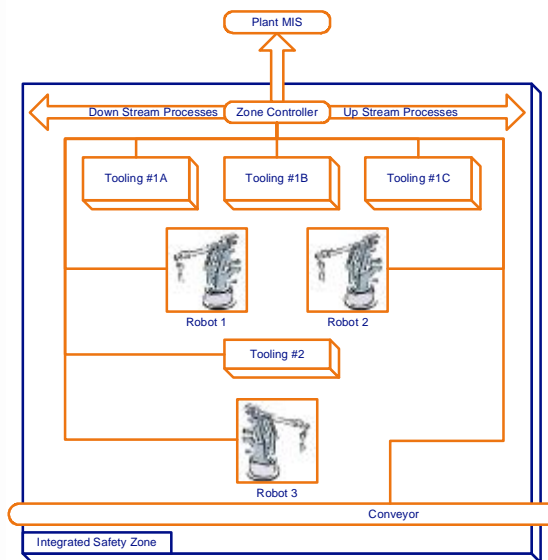 Plant MIS
Down Stream Processes
Zone Controller
Up Stream Processes
Tooling #1A
Tooling #1B
Tooling #1C
Robot 1
Robot 2
Tooling #2
Robot 3
Conveyor
Integrated Safety Zone